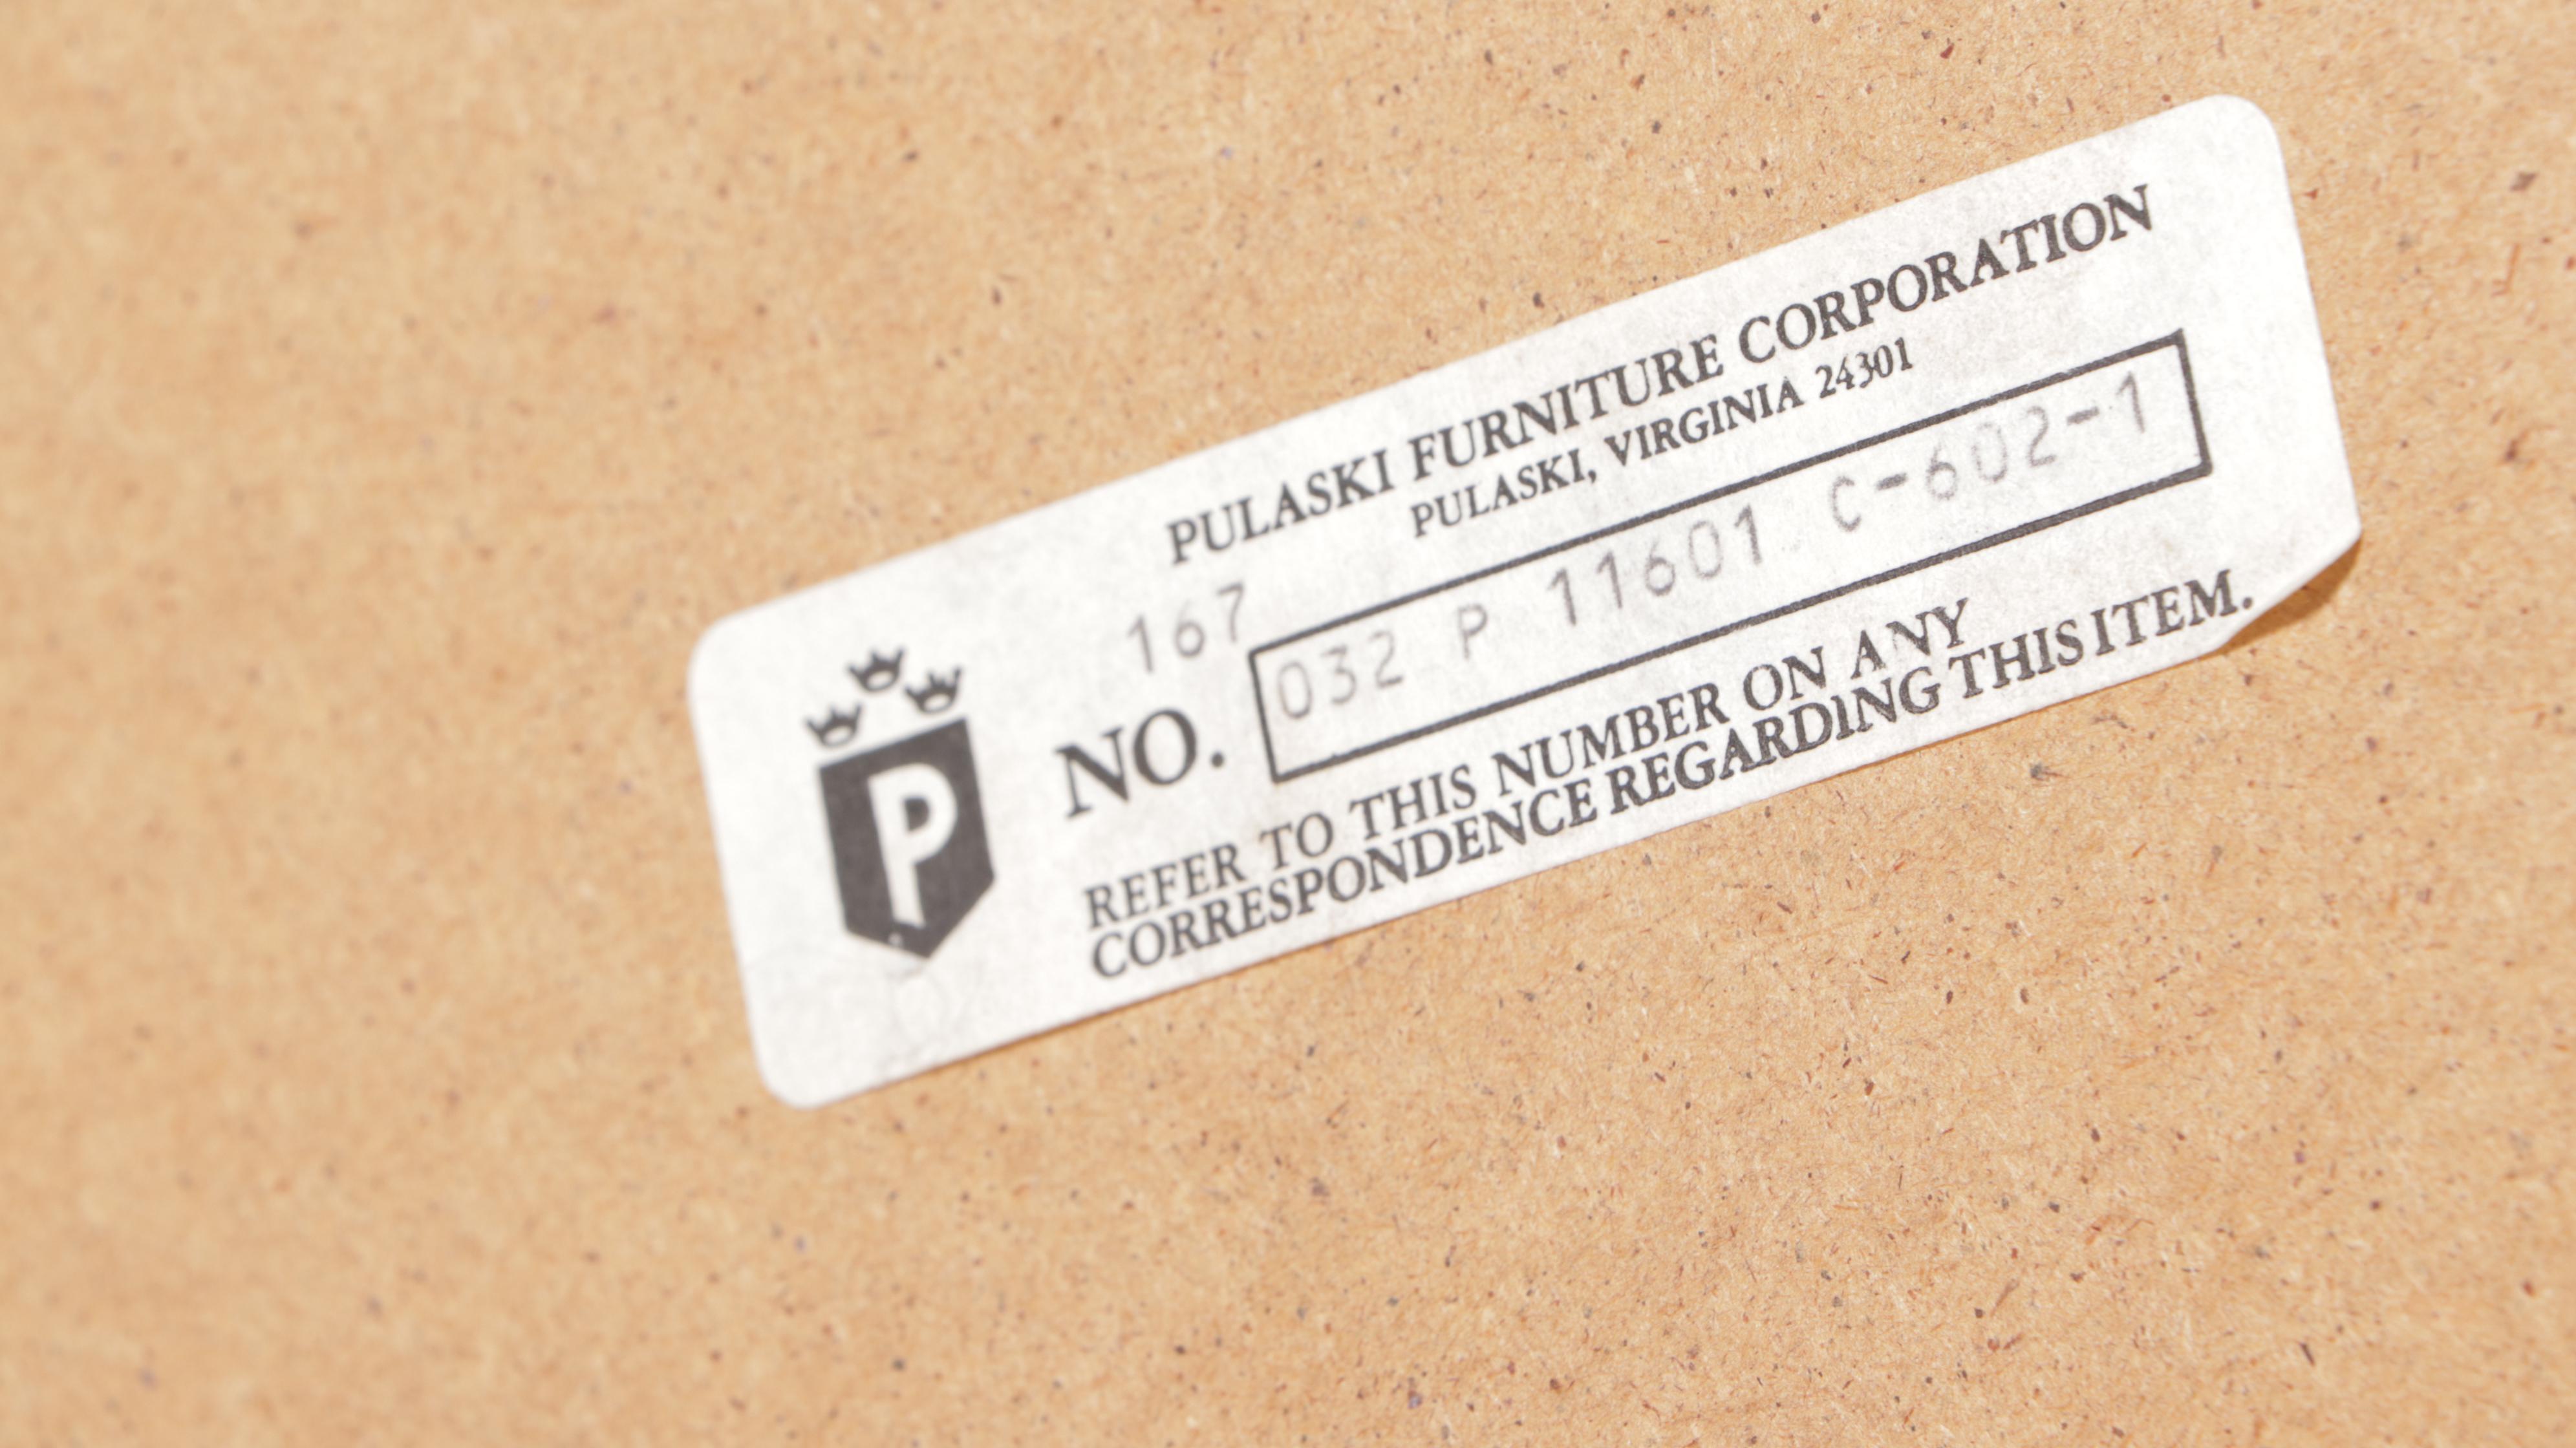 PULASKI FURNITURE CORPORATION
PULASKI, VIRGINIA 24301
167
NO. 032 P 11601 C-602-1
REFER TO THIS NUMBER ON ANY
CORRESPONDENCE REGARDING THIS ITEM.
P